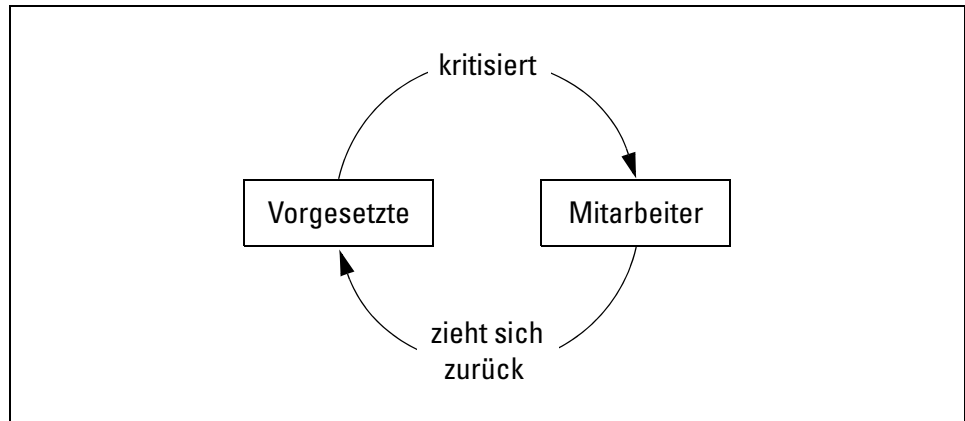 kritisiert
Vorgesetzte
Mitarbeiter
zieht sich
zurück